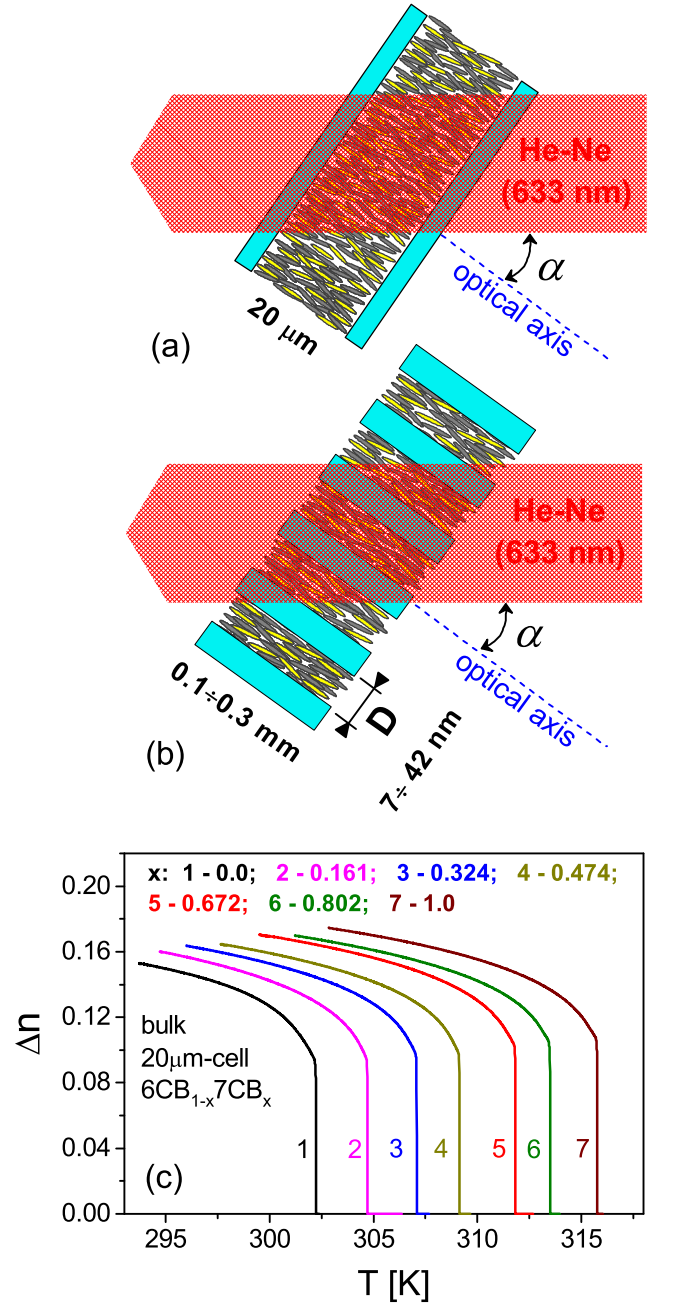 He-Ne
(633 nm)
α
optical axis
20 μm
(a)
He-Ne
(633 nm)
α
optical axis
0.1÷0.3 mm
D
7÷ 42 nm
(b)
x: 1 - 0.0; 2 - 0.161; 3 - 0.324; 4 - 0.474;
5 - 0.672; 6 - 0.802; 7 - 1.0
0.20
0.16
0.12
0.08
0.04
0.00
Δn
bulk
20μm-cell
6CB1-x7CBx
1 2 3 4 5 6 7
(c)
295 300 305 310 315
T [K]